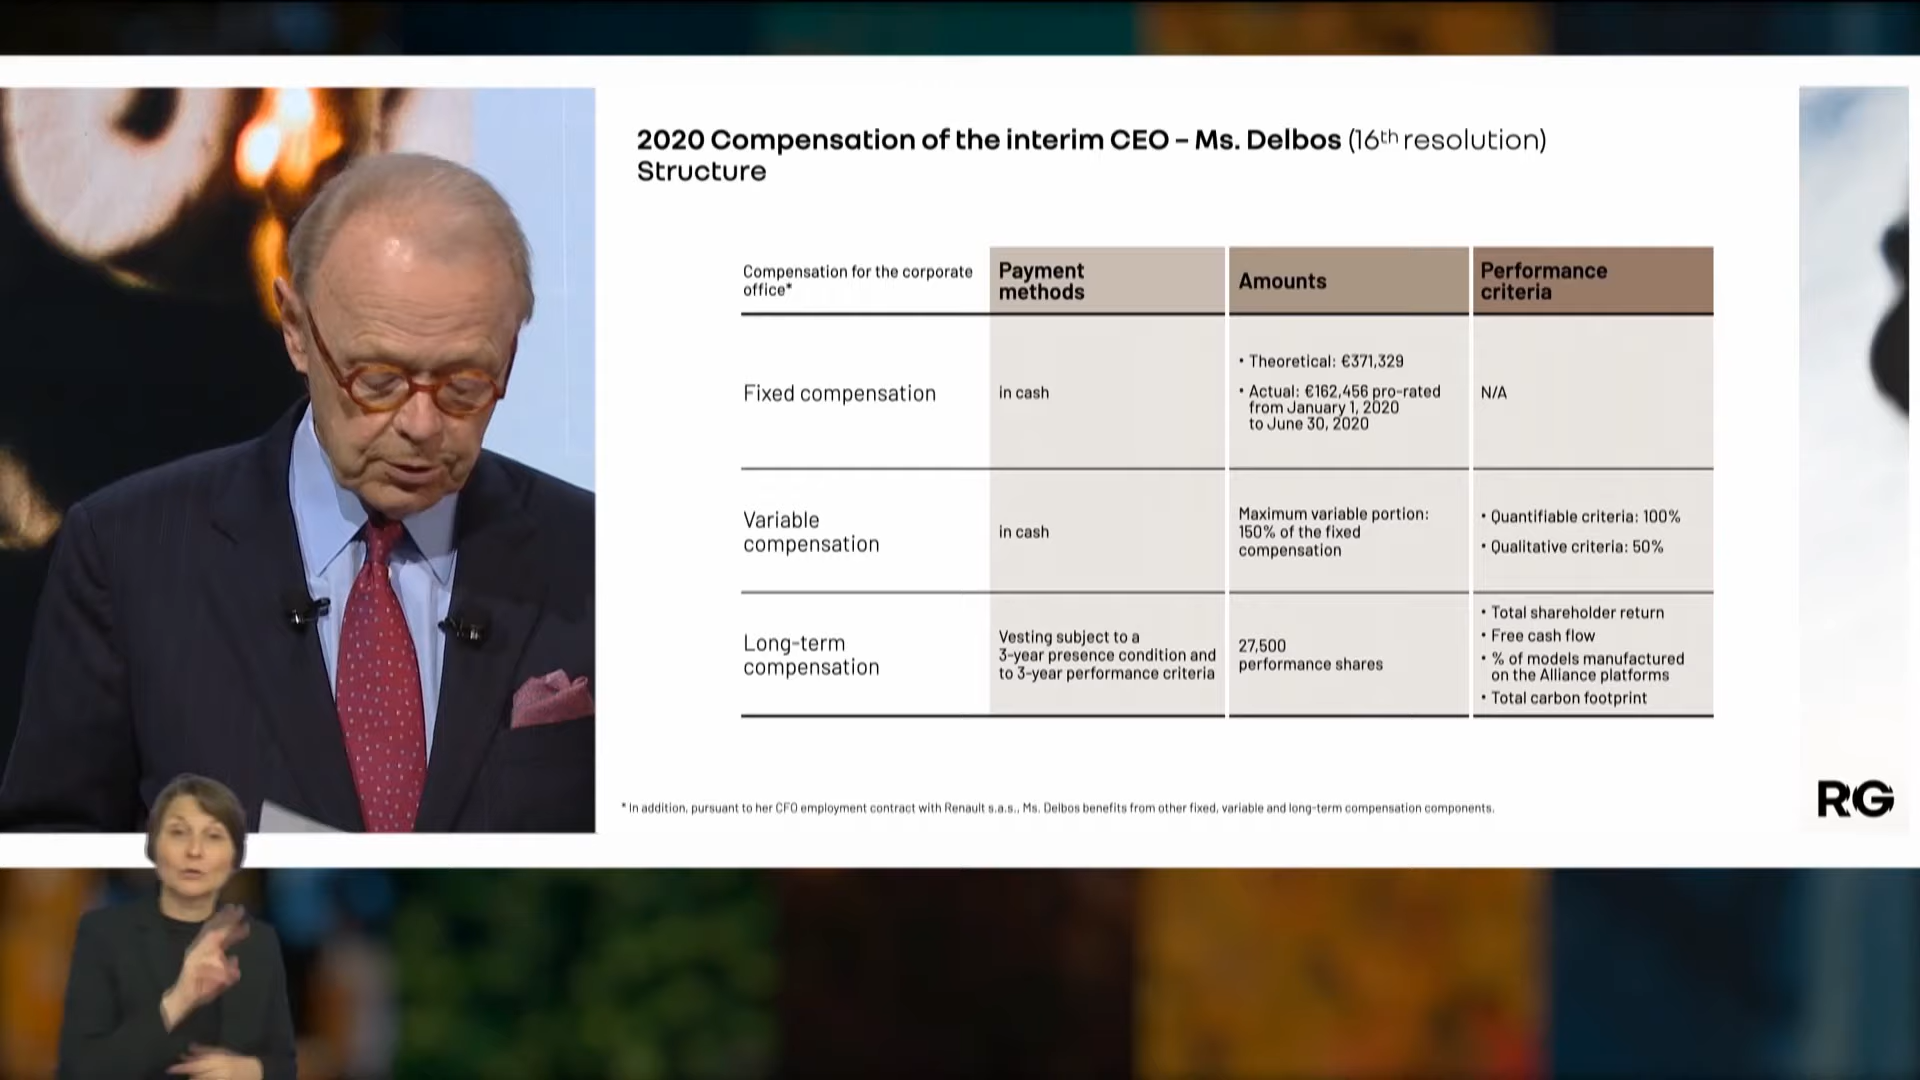 2020 Compensation of the interim CEO – Ms. Delbos (16th resolution)
Structure
Compensation for the corporate
office*
Payment
methods
Amounts
Performance
criteria
Fixed compensation
in cash
• Theoretical: €371,329
• Actual: €162,456 pro-rated
from January 1, 2020
to June 30, 2020
N/A
Variable
compensation
in cash
Maximum variable portion:
150% of the fixed
compensation
• Quantifiable criteria: 100%
• Qualitative criteria: 50%
Long-term
compensation
Vesting subject to a
3-year presence condition and
to 3-year performance criteria
27,500
performance shares
• Total shareholder return
• Free cash flow
• % of models manufactured
on the Alliance platforms
• Total carbon footprint
* In addition, pursuant to her CFO employment contract with Renault s.a.s., Ms. Delbos benefits from other fixed, variable and long-term compensation components.
RG